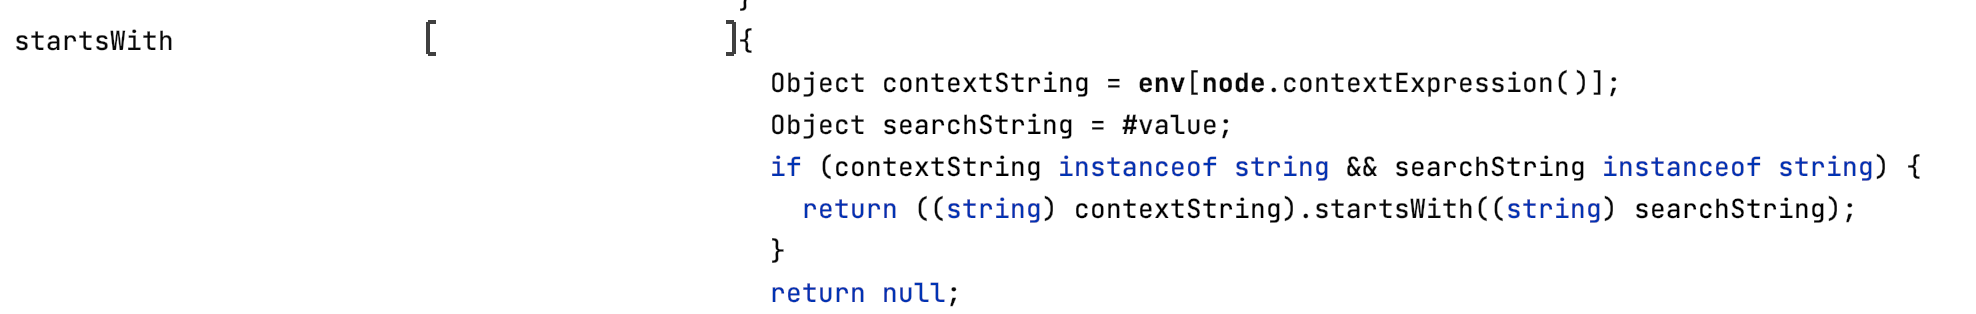 }
startsWith [ ]{
Object contextString = env[node.contextExpression()];
Object searchString = #value;
if (contextString instanceof string && searchString instanceof string) {
return ((string) contextString).startsWith((string) searchString);
}
return null;